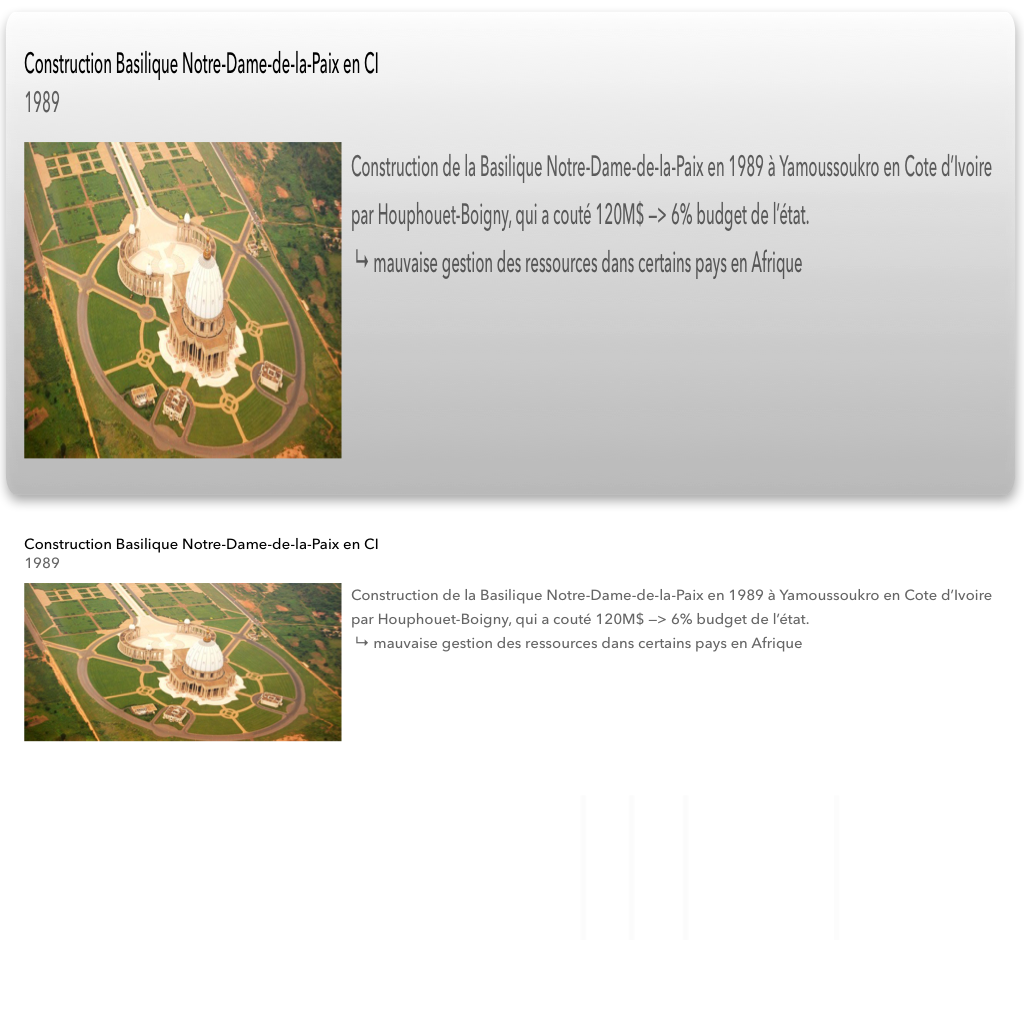 Construction Basilique Notre-Dame-de-la-Paix en CI
1989
Construction de la Basilique Notre-Dame-de-la-Paix en 1989 à Yamoussoukro en Cote d’Ivoire
par Houphouet-Boigny, qui a couté 120M$ —> 6% budget de l’état.
↳ mauvaise gestion des ressources dans certains pays en Afrique
Construction Basilique Notre-Dame-de-la-Paix en CI
1989
Construction de la Basilique Notre-Dame-de-la-Paix en 1989 à Yamoussoukro en Cote d’Ivoire
par Houphouet-Boigny, qui a couté 120M$ —> 6% budget de l’état.
↳ mauvaise gestion des ressources dans certains pays en Afrique